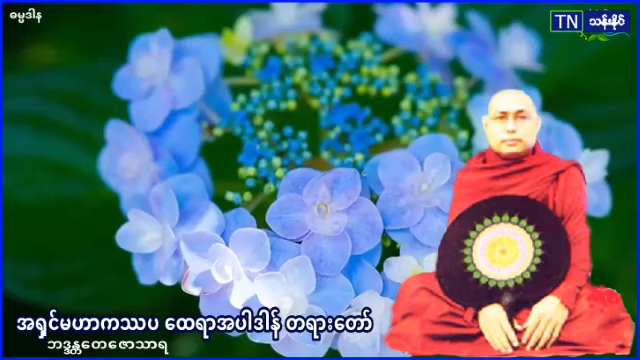 ဓမ္မဒါန
TN သန်းနိုင်
အရှင်မဟာကဿပ ထေရာအပါဒါန် တရားတော်
ဘဒ္ဒန္တတေဇောသာရ